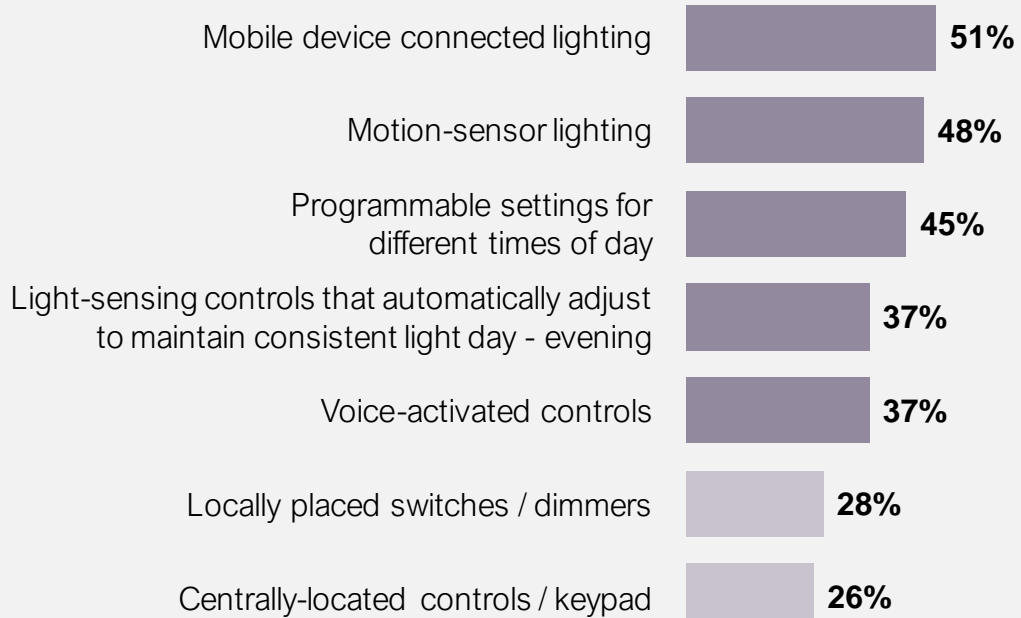 Mobile device connected lighting 51%
Motion-sensor lighting 48%
Programmable settings for
different times of day 45%
Light-sensing controls that automatically adjust
to maintain consistent light day - evening 37%
Voice-activated controls 37%
Locally placed switches / dimmers 28%
Centrally-located controls / keypad 26%